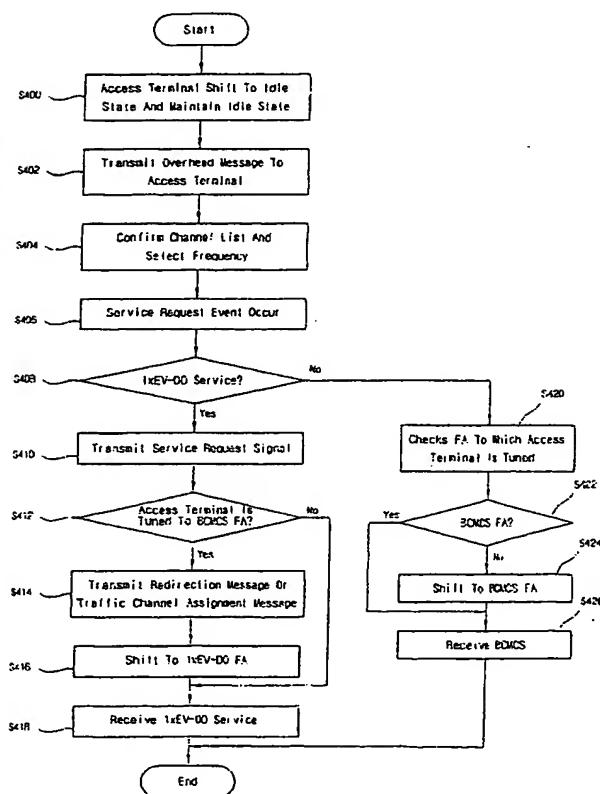 Start
S400
Access Terminal Shift To Idle
State And Maintain Idle State
S402
Transmit Overhead Message To
Access Terminal
S404
Confirm Channel List And
Select Frequency
S406
Service Request Event Occur
S408
1xEV-DO Service?
No
Yes
S410
Transmit Service Request Signal
S412
Access Terminal Is
Tuned To BCMCS FA?
No
Yes
S414
Transmit Redirection Message Or
Traffic Channel Assignment Message
S416
Shift To 1xEV-DO FA
S418
Receive 1xEV-DO Service
S420
Checks FA To Which Access
Terminal Is Tuned
S422
BCMCS FA?
Yes
No
S424
Shift To BCMCS FA
S426
Receive BCMCS
End